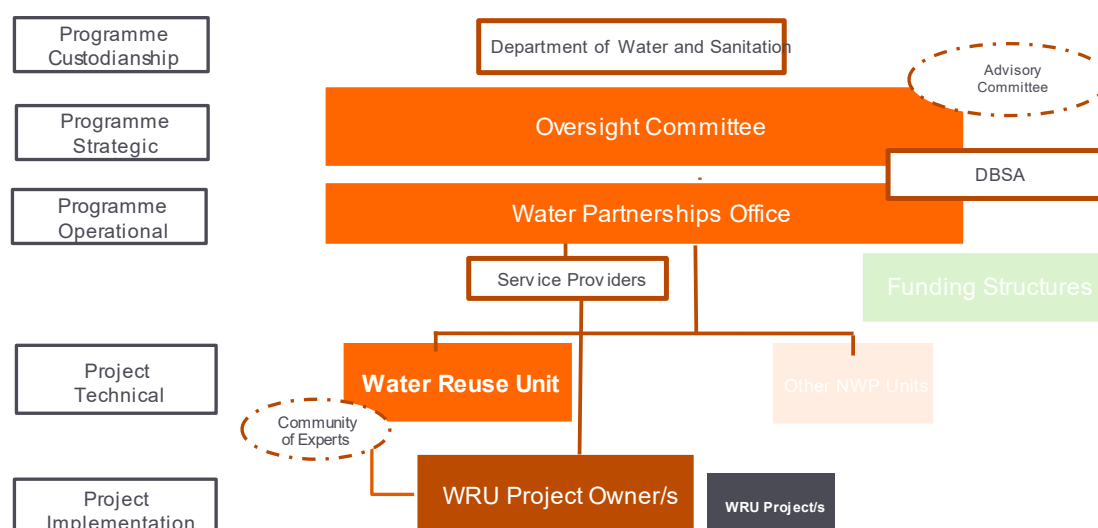 Programme
Custodianship
Department of Water and Sanitation
Advisory
Committee
Programme
Strategic
Oversight Committee
DBSA
Programme
Operational
Water Partnerships Office
Service Providers
Funding Structures
Project
Technical
Water Reuse Unit
Other NWP Units
Community
of Experts
Project
Implementation
WRU Project Owner/s
WRU Project/s